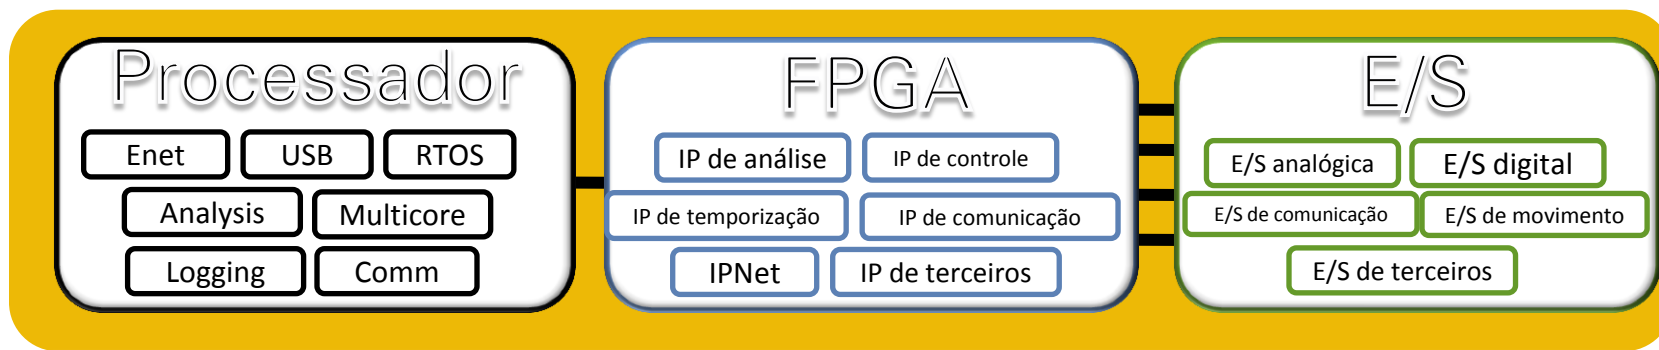 Processador
Enet
USB
RTOS
Analysis
Multicore
Logging
Comm
FPGA
IP de análise
IP de controle
IP de temporização
IP de comunicação
IPNet
IP de terceiros
E/S
E/S analógica
E/S digital
E/S de comunicação
E/S de movimento
E/S de terceiros